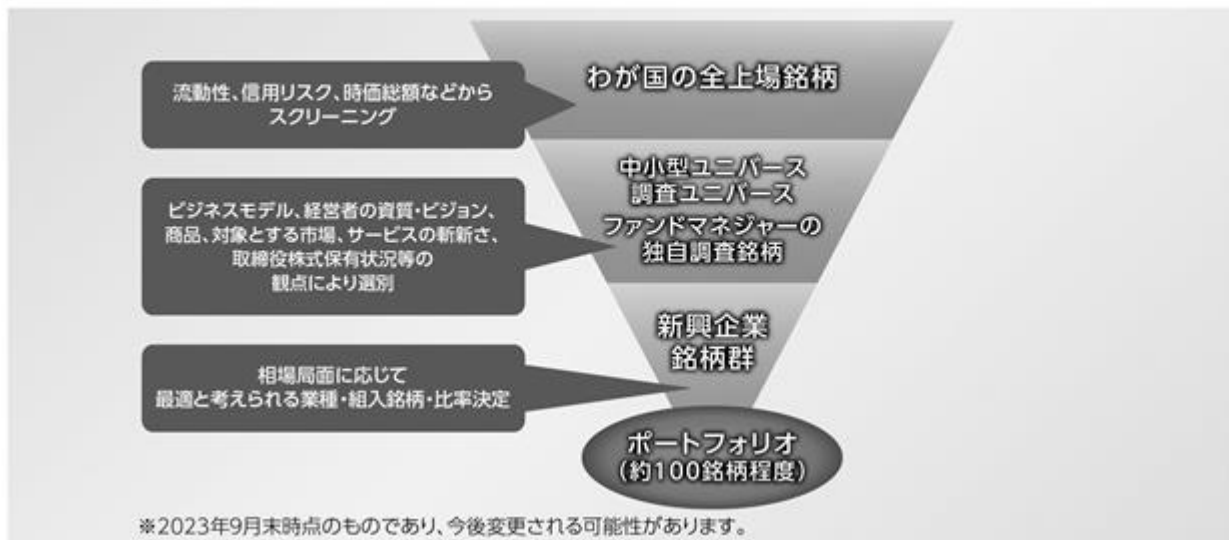 わが国の全上場銘柄
流動性、信用リスク、時価総額などから
スクリーニング
中小型ユニバース
調査ユニバース
ファンドマネジャーの
独自調査銘柄
ビジネスモデル、経営者の資質・ビジョン、
商品、対象とする市場、サービスの斬新さ、
取締役株式保有状況等の
観点により選別
新興企業
銘柄群
相場局面に応じて
最適と考えられる業種・組入銘柄・比率決定
ポートフォリオ
(約100銘柄程度)
※2023年9月末時点のものであり、今後変更される可能性があります。